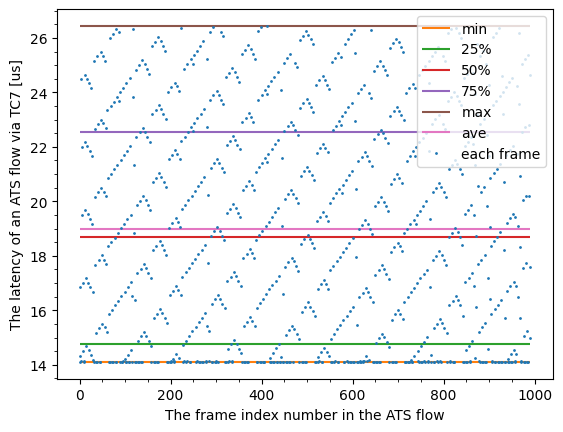 The latency of an ATS flow via TC7 [us]
26
24
22
20
18
16
14
min
25%
50%
75%
max
ave
each frame
0
200
400
600
800
1000
The frame index number in the ATS flow